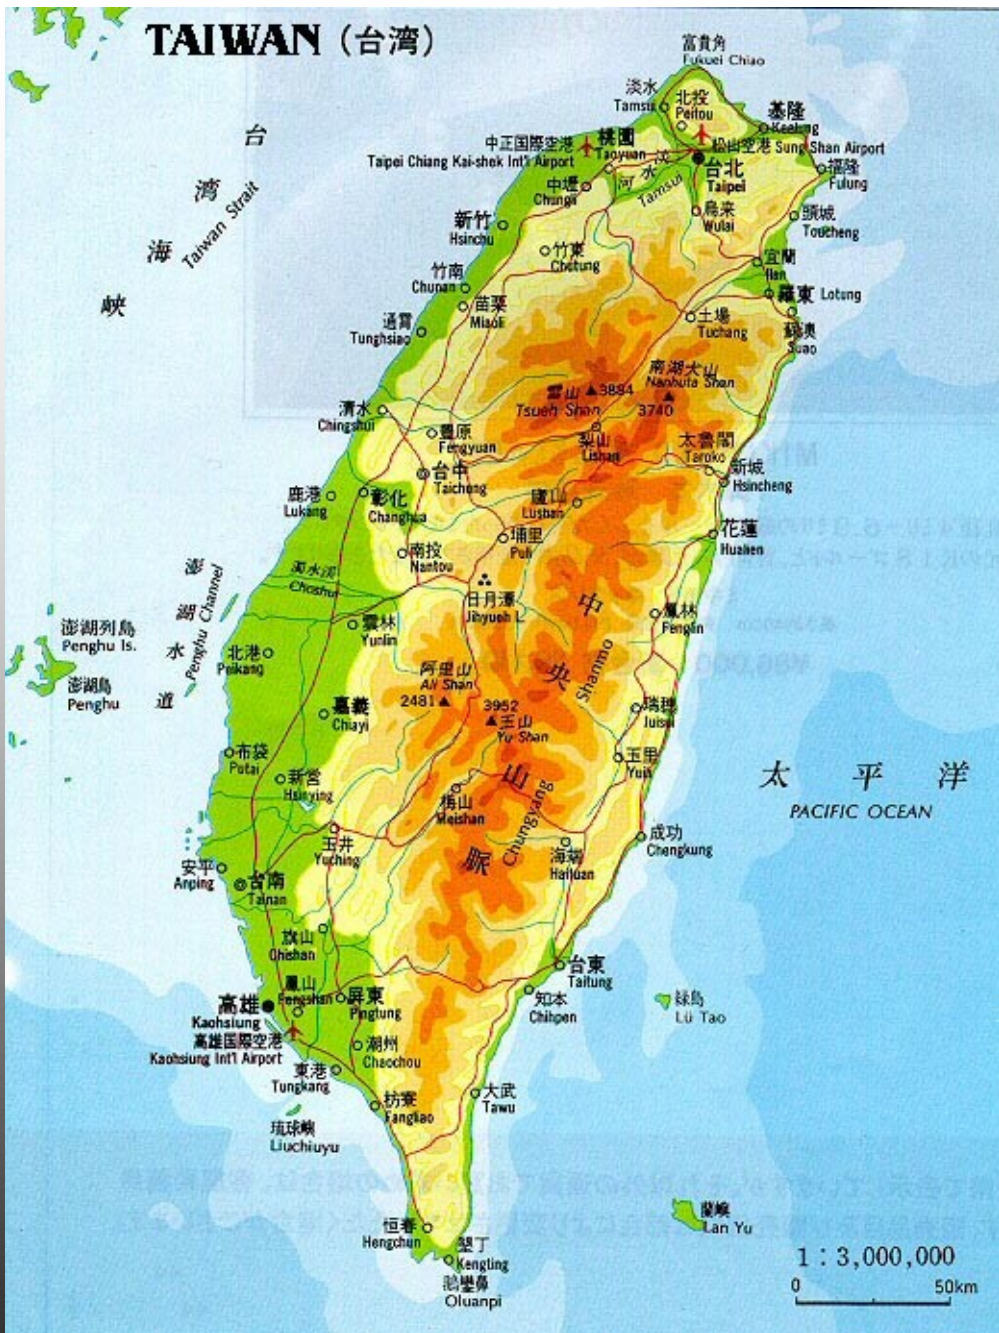 TAIWAN (台湾)
富貴角
Fukuei Chiao
淡水
Tamsui
北投
Peitou
基隆
Keelung
中正国際空港
Taipei Chiang Kai-shek Int'l Airport
桃園
Taoyuan
松山空港 Sung Shan Airport
台北
Taipei
福隆
Fulung
中壢
Chungli
淡水河
Tamsui
烏来
Wulai
頭城
Toucheng
台湾海峡
Taiwan Strait
新竹
Hsinchu
竹東
Chutung
宜蘭
Ilan
竹南
Chunan
羅東 Lotung
苗栗
Miaoli
通霄
Tunghsiao
土場
Tuchang
蘇澳
Suao
南湖大山
Nanhuta Shan
3740
雪山
Tsueh Shan
3884
清水
Chingshui
豊原
Fengyuan
梨山
Lishan
太魯閣
Taroko
新城
Hsincheng
台中
Taichong
鹿港
Lukang
彰化
Changhua
廬山
Lushan
花蓮
Hualien
埔里
Puli
南投
Nantou
濁水渓
Choshui
日月潭
Jihyueh L.
澎湖水道
Penghu Channel
澎湖列島
Penghu Is.
澎湖島
Penghu
雲林
Yunlin
鳳林
Fenglin
中央山脈
Chungyang Shanmo
北港
Peikang
阿里山
Ali Shan
2481
3952
玉山
Yu Shan
嘉義
Chiayi
瑞穂
Juisui
布袋
Putai
玉里
Yuli
新営
Hsinying
梅山
Meishan
太平洋
PACIFIC OCEAN
玉井
Yuching
海端
Haituan
成功
Chengkung
安平
Anping
台南
Tainan
旗山
Chishan
台東
Taitung
鳳山
Fengshan
屏東
Pingtung
知本
Chihpen
緑島
Lü Tao
高雄
Kaohsiung
高雄国際空港
Kaohsiung Int'l Airport
潮州
Chaochou
東港
Tungkang
大武
Tawu
枋寮
Fangliao
琉球嶼
Liuchiuyu
蘭嶼
Lan Yu
恒春
Hengchun
墾丁
Kengting
鵝鑾鼻
Oluanpi
1 : 3,000,000
0 50km